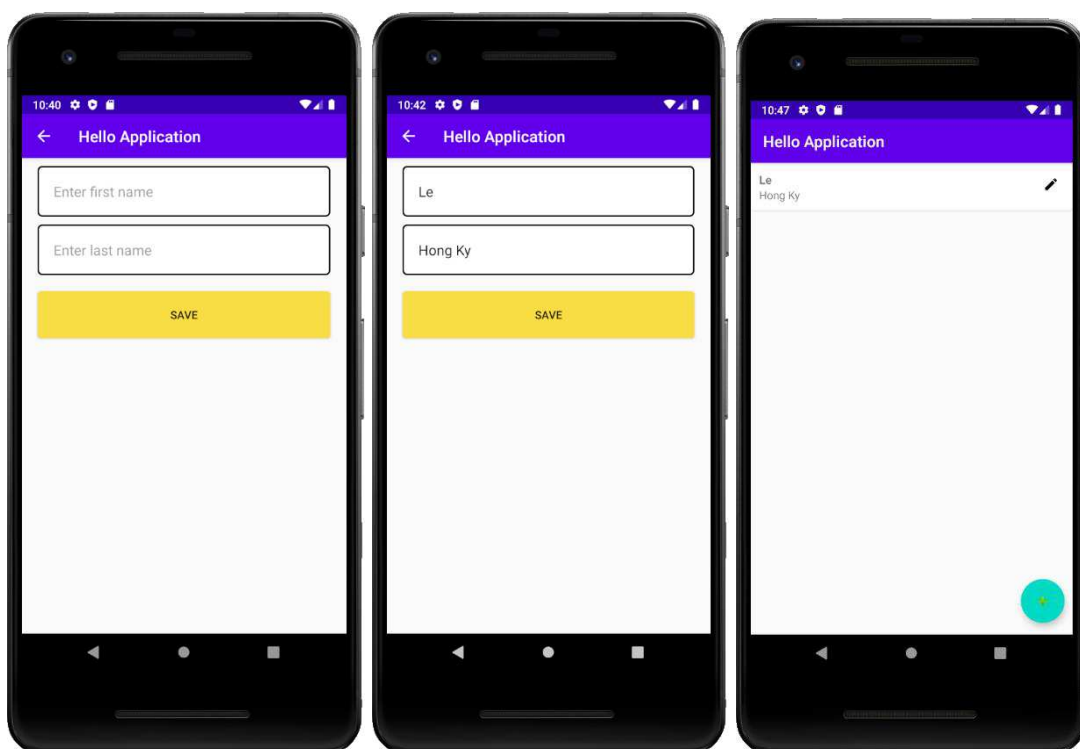 10:40
Hello Application
Enter first name
Enter last name
SAVE
10:42
Hello Application
Le
Hong Ky
SAVE
10:47
Hello Application
Le
Hong Ky